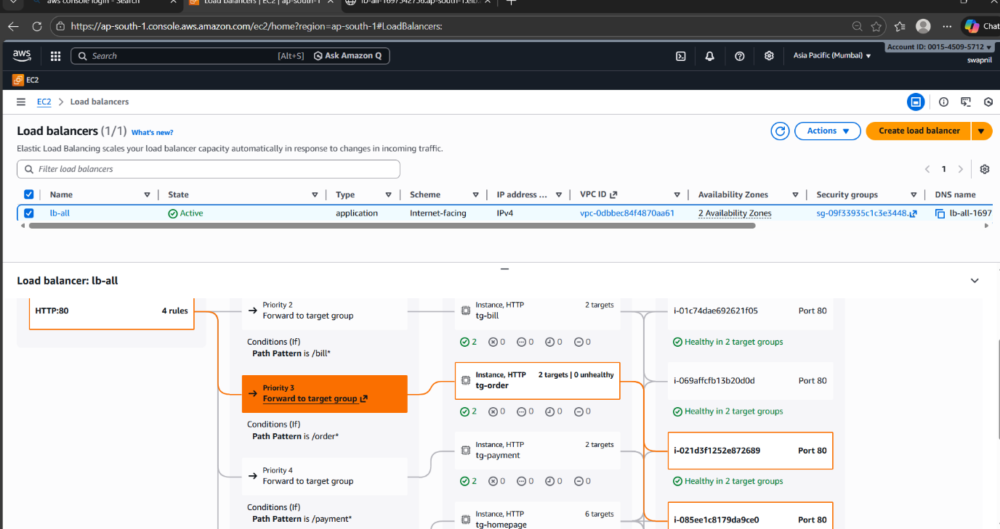 aws console login - Search
Load balancers | EC2 | ap-south-1
lb-all-1697542736.ap-south-1.elb.
https://ap-south-1.console.aws.amazon.com/ec2/home?region=ap-south-1#LoadBalancers:
Chat
aws
Search
[Alt+S]
Ask Amazon Q
Asia Pacific (Mumbai)
Account ID: 0015-4509-5712
swapnil
EC2
EC2 > Load balancers
Load balancers (1/1) What's new?
Actions
Create load balancer
Elastic Load Balancing scales your load balancer capacity automatically in response to changes in incoming traffic.
Filter load balancers
1
Name State Type Scheme IP address ... VPC ID Availability Zones Security groups DNS name
lb-all Active application Internet-facing IPv4 vpc-0dbbec84f4870aa61 2 Availability Zones sg-09f33935c1c3e3448... lb-all-1697
Load balancer: lb-all
HTTP:80 4 rules
Priority 2
Forward to target group
Conditions (If)
Path Pattern is /bill*
Priority 3
Forward to target group
Conditions (If)
Path Pattern is /order*
Priority 4
Forward to target group
Conditions (If)
Path Pattern is /payment*
Instance, HTTP 2 targets
tg-bill
2 0 0 0 0
Instance, HTTP 2 targets | 0 unhealthy
tg-order
2 0 0 0 0
Instance, HTTP 2 targets
tg-payment
2 0 0 0 0
Instance, HTTP 6 targets
tg-homepage
i-01c74dae692621f05 Port 80
Healthy in 2 target groups
i-069affcfb13b20d0d Port 80
Healthy in 2 target groups
i-021d3f1252e872689 Port 80
Healthy in 2 target groups
i-085ee1c8179da9ce0 Port 80